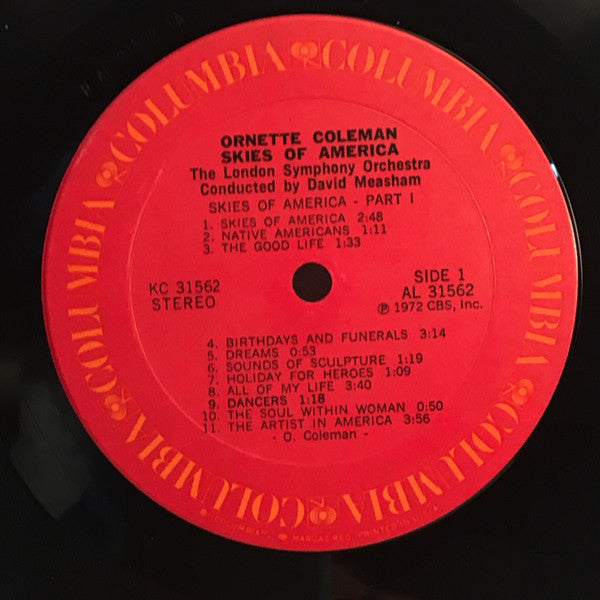 COLUMBIA COLUMBIA COLUMBIA COLUMBIA COLUMBIA COLUMBIA
ORNETTE COLEMAN
SKIES OF AMERICA
The London Symphony Orchestra
Conducted by David Measham
SKIES OF AMERICA - PART I
1. SKIES OF AMERICA 2:48
2. NATIVE AMERICANS 1:11
3. THE GOOD LIFE 1:33
KC 31562
STEREO
SIDE 1
AL 31562
℗ 1972 CBS, Inc.
4. BIRTHDAYS AND FUNERALS 3:14
5. DREAMS 0:53
6. SOUNDS OF SCULPTURE 1:19
7. HOLIDAY FOR HEROES 1:09
8. ALL OF MY LIFE 3:40
9. DANCERS 1:18
10. THE SOUL WITHIN WOMAN 0:50
11. THE ARTIST IN AMERICA 3:56
- O. Coleman -
"COLUMBIA", MARCAS REG. PRINTED IN U.S.A.